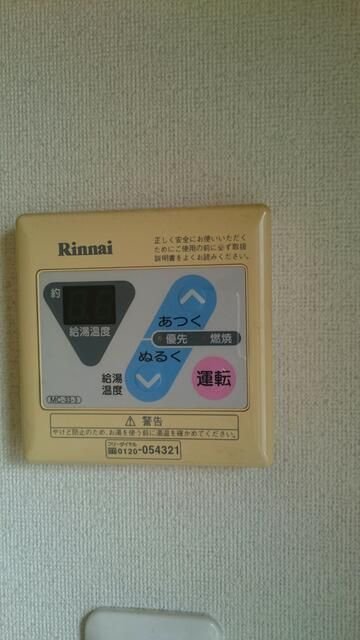 Rinnai
正しく安全にお使いいただく
ためにご使用の前に必ず取扱
説明書をよくお読みください。
約
給湯温度
あつく
優先 燃焼
ぬるく
給湯
温度
運転
MC-33-3
⚠ 警告
やけど防止のため、お湯を使う前に湯温を確かめてください。
フリーダイヤル
0120-054321